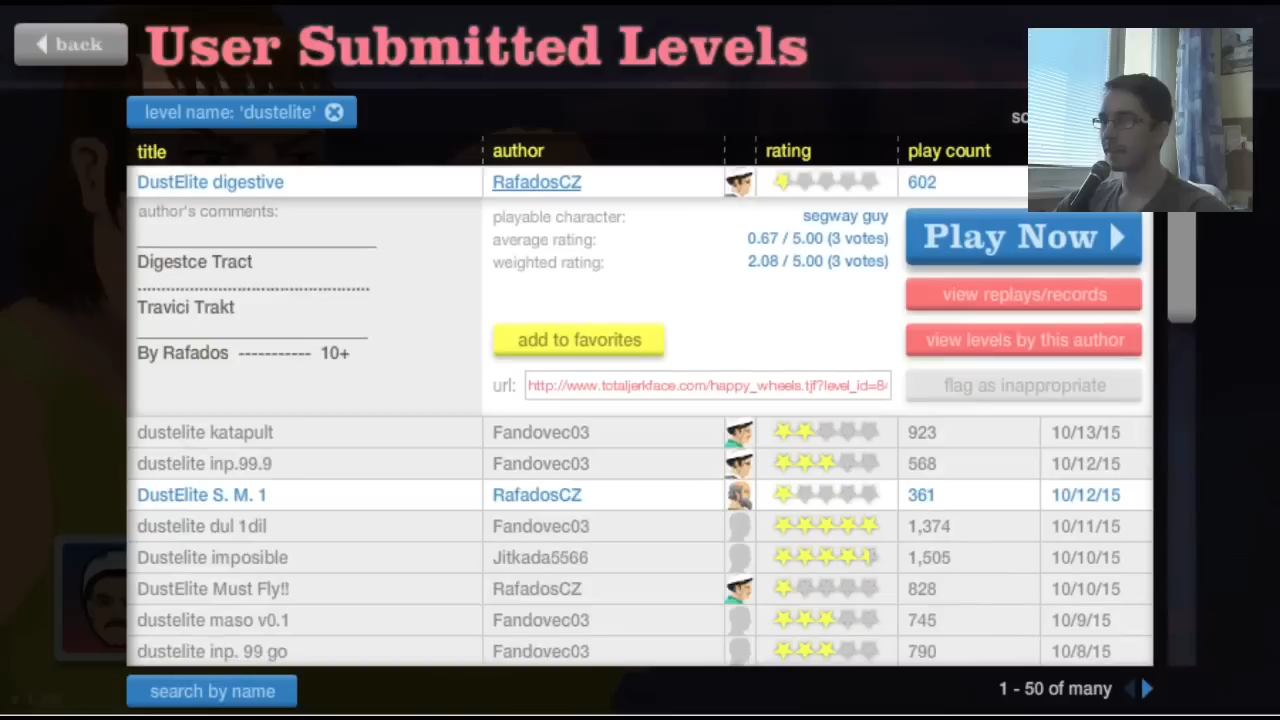 back
User Submitted Levels
level name: 'dustelite'
title author rating play count
DustElite digestive RafadosCZ 602
author's comments:
Digestce Tract
Travici Trakt
By Rafados ----------- 10+
playable character: segway guy
average rating: 0.67 / 5.00 (3 votes)
weighted rating: 2.08 / 5.00 (3 votes)
add to favorites
url: http://www.totaljerkface.com/happy_wheels.tjf?level_id=8
Play Now
view replays/records
view levels by this author
flag as inappropriate
dustelite katapult Fandovec03 923 10/13/15
dustelite inp.99.9 Fandovec03 568 10/12/15
DustElite S. M. 1 RafadosCZ 361 10/12/15
dustelite dul 1dil Fandovec03 1,374 10/11/15
Dustelite imposible Jitkada5566 1,505 10/10/15
DustElite Must Fly!! RafadosCZ 828 10/10/15
dustelite maso v0.1 Fandovec03 745 10/9/15
dustelite inp. 99 go Fandovec03 790 10/8/15
search by name
1 - 50 of many